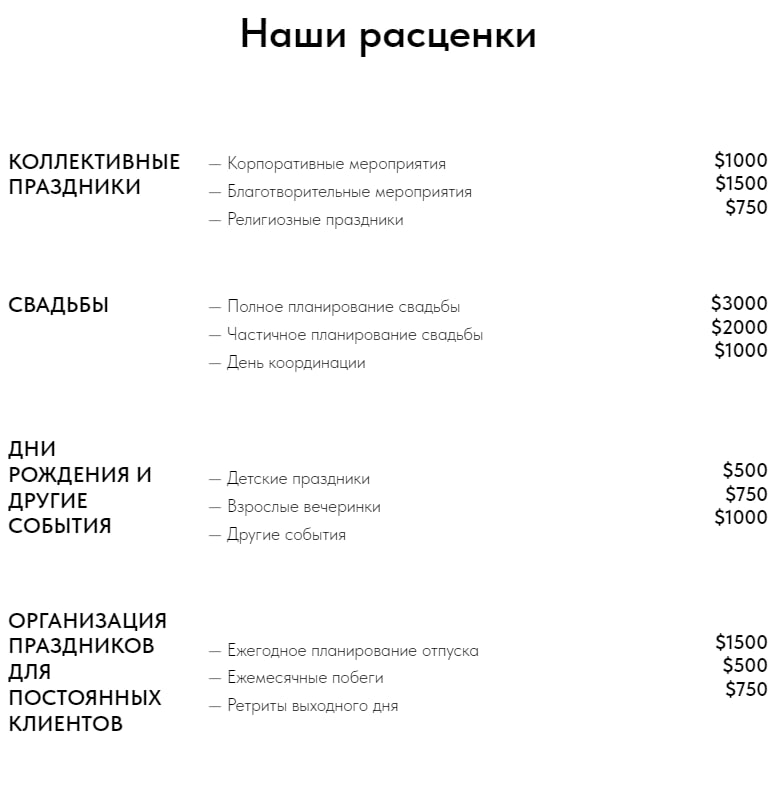 Наши расценки
КОЛЛЕКТИВНЫЕ
ПРАЗДНИКИ
— Корпоративные мероприятия
— Благотворительные мероприятия
— Религиозные праздники
$1000
$1500
$750
СВАДЬБЫ
— Полное планирование свадьбы
— Частичное планирование свадьбы
— День координации
$3000
$2000
$1000
ДНИ
РОЖДЕНИЯ И
ДРУГИЕ
СОБЫТИЯ
— Детские праздники
— Взрослые вечеринки
— Другие события
$500
$750
$1000
ОРГАНИЗАЦИЯ
ПРАЗДНИКОВ
ДЛЯ
ПОСТОЯННЫХ
КЛИЕНТОВ
— Ежегодное планирование отпуска
— Ежемесячные побеги
— Ретриты выходного дня
$1500
$500
$750